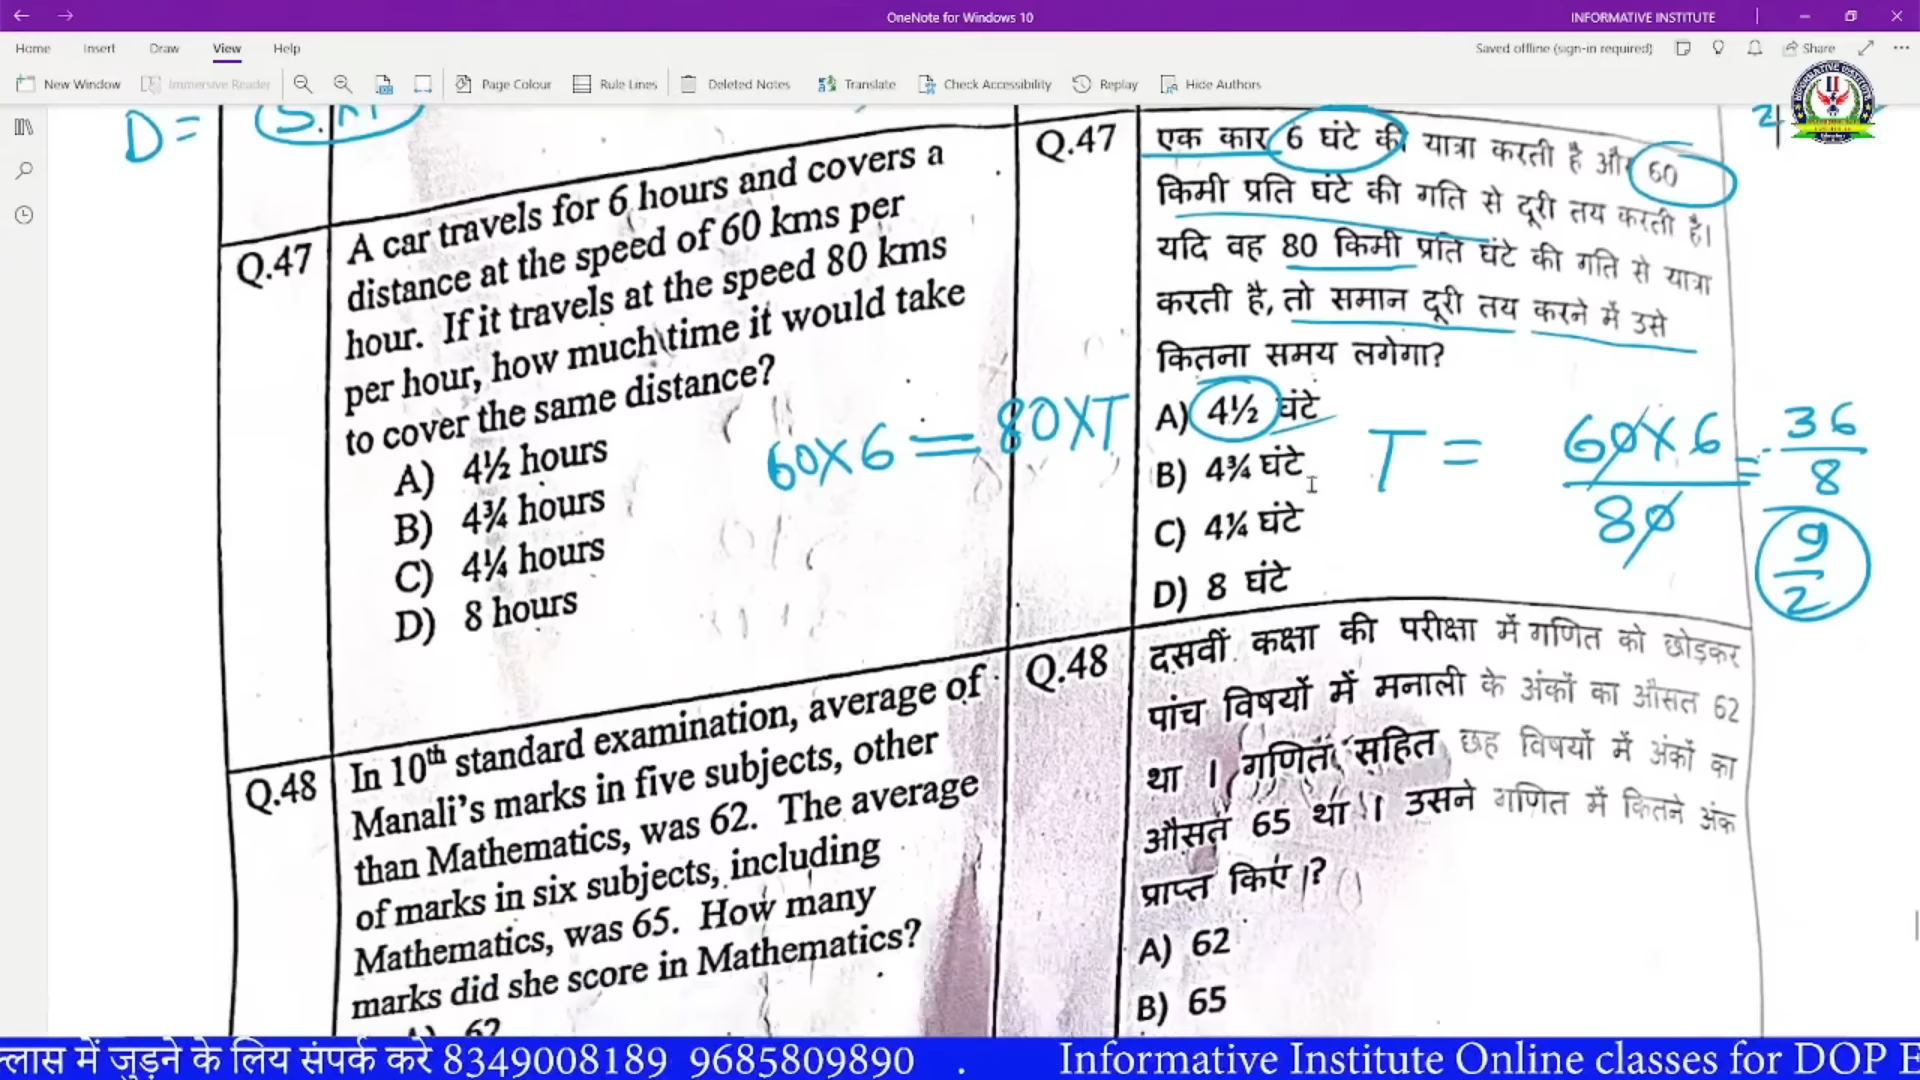 OneNote for Windows 10
INFORMATIVE INSTITUTE
Home Insert Draw View Help
Saved offline (sign-in required)
Share
New Window
Immersive Reader
Page Colour
Rule Lines
Deleted Notes
Translate
Check Accessibility
Replay
Hide Authors
D =
Q.47 A car travels for 6 hours and covers a
distance at the speed of 60 kms per
hour. If it travels at the speed 80 kms
per hour, how much time it would take
to cover the same distance?
A) 4½ hours
B) 4¾ hours
C) 4¼ hours
D) 8 hours
60X6 = 80XT
Q.47 एक कार 6 घंटे की यात्रा करती है और 60
किमी प्रति घंटे की गति से दूरी तय करती है।
यदि वह 80 किमी प्रति घंटे की गति से यात्रा
करती है, तो समान दूरी तय करने में उसे
कितना समय लगेगा?
A) 4½ घंटे
B) 4¾ घंटे
C) 4¼ घंटे
D) 8 घंटे
T = 60X6 = 36
80 8
9
2
Q.48 In 10th standard examination, average of
Manali's marks in five subjects, other
than Mathematics, was 62. The average
of marks in six subjects, including
Mathematics, was 65. How many
marks did she score in Mathematics?
62
Q.48 दसवीं कक्षा की परीक्षा में गणित को छोड़कर
पांच विषयों में मनाली के अंकों का औसत 62
था । गणित सहित छह विषयों में अंकों का
औसत 65 था । उसने गणित में कितने अंक
प्राप्त किए ?
A) 62
B) 65
में जुड़ने के लिय संपर्क करे 8349008189 9685809890 . Informative Institute Online classes for DOP